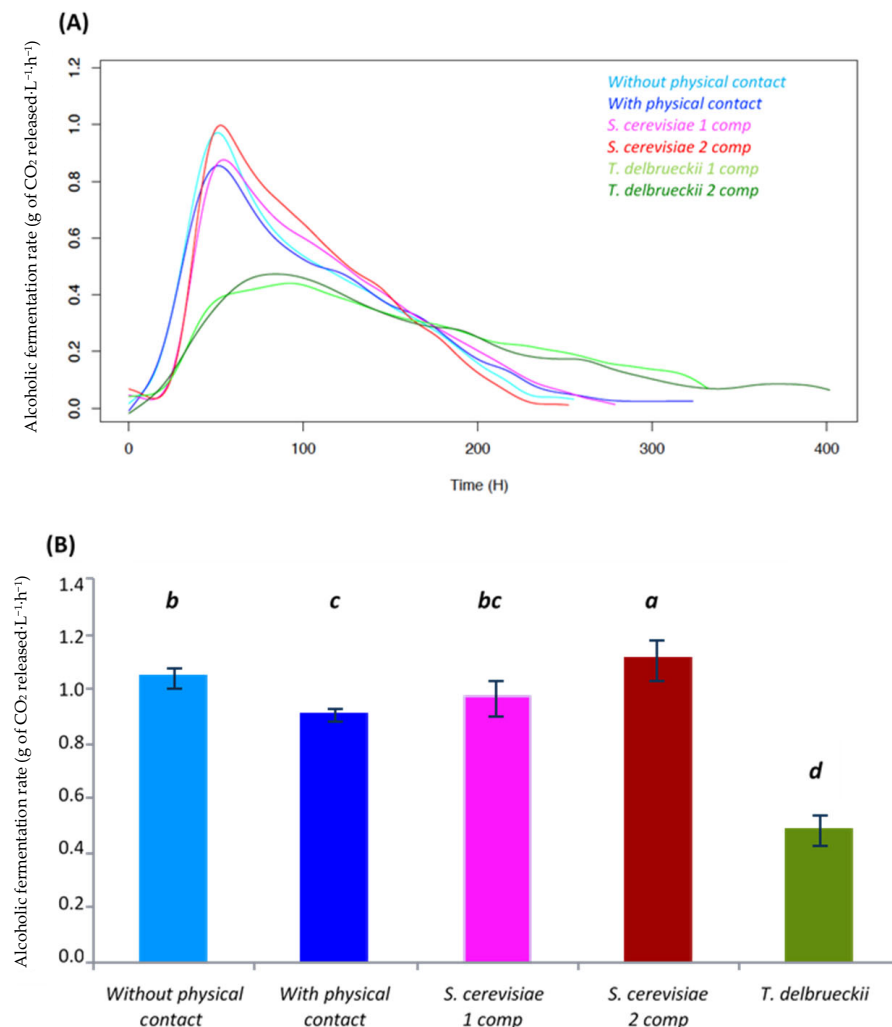 (A)
Alcoholic fermentation rate (g of CO₂ released·L⁻¹·h⁻¹)
1.2
1.0
0.8
0.6
0.4
0.2
0.0
Without physical contact
With physical contact
S. cerevisiae 1 comp
S. cerevisiae 2 comp
T. delbrueckii 1 comp
T. delbrueckii 2 comp
0 100 200 300 400
Time (H)
(B)
Alcoholic fermentation rate (g of CO₂ released·L⁻¹·h⁻¹)
1.4
1.2
1.0
0.8
0.6
0.4
0.2
0.0
b c bc a d
Without physical
contact
With physical
contact
S. cerevisiae
1 comp
S. cerevisiae
2 comp
T. delbrueckii